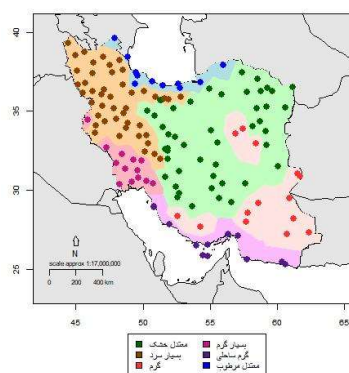 40
35
30
25
N
scale approx 1:17,000,000
0 200 400 km
45 50 55 60 65
معتدل خشک
بسیار سرد
گرم
بسیار گرم
گرم ساحلی
معتدل مرطوب